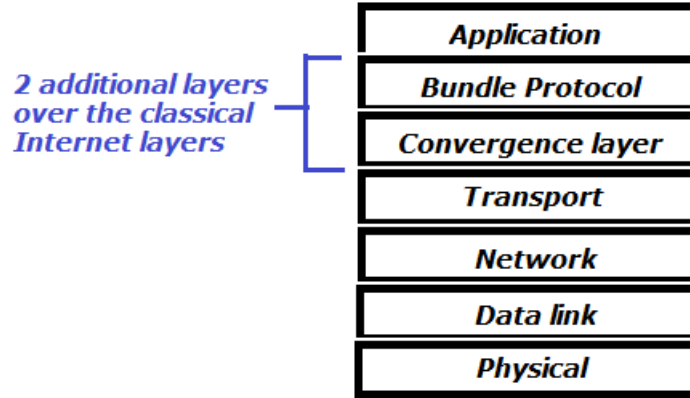 Application
2 additional layers
over the classical
Internet layers
Bundle Protocol
Convergence layer
Transport
Network
Data link
Physical